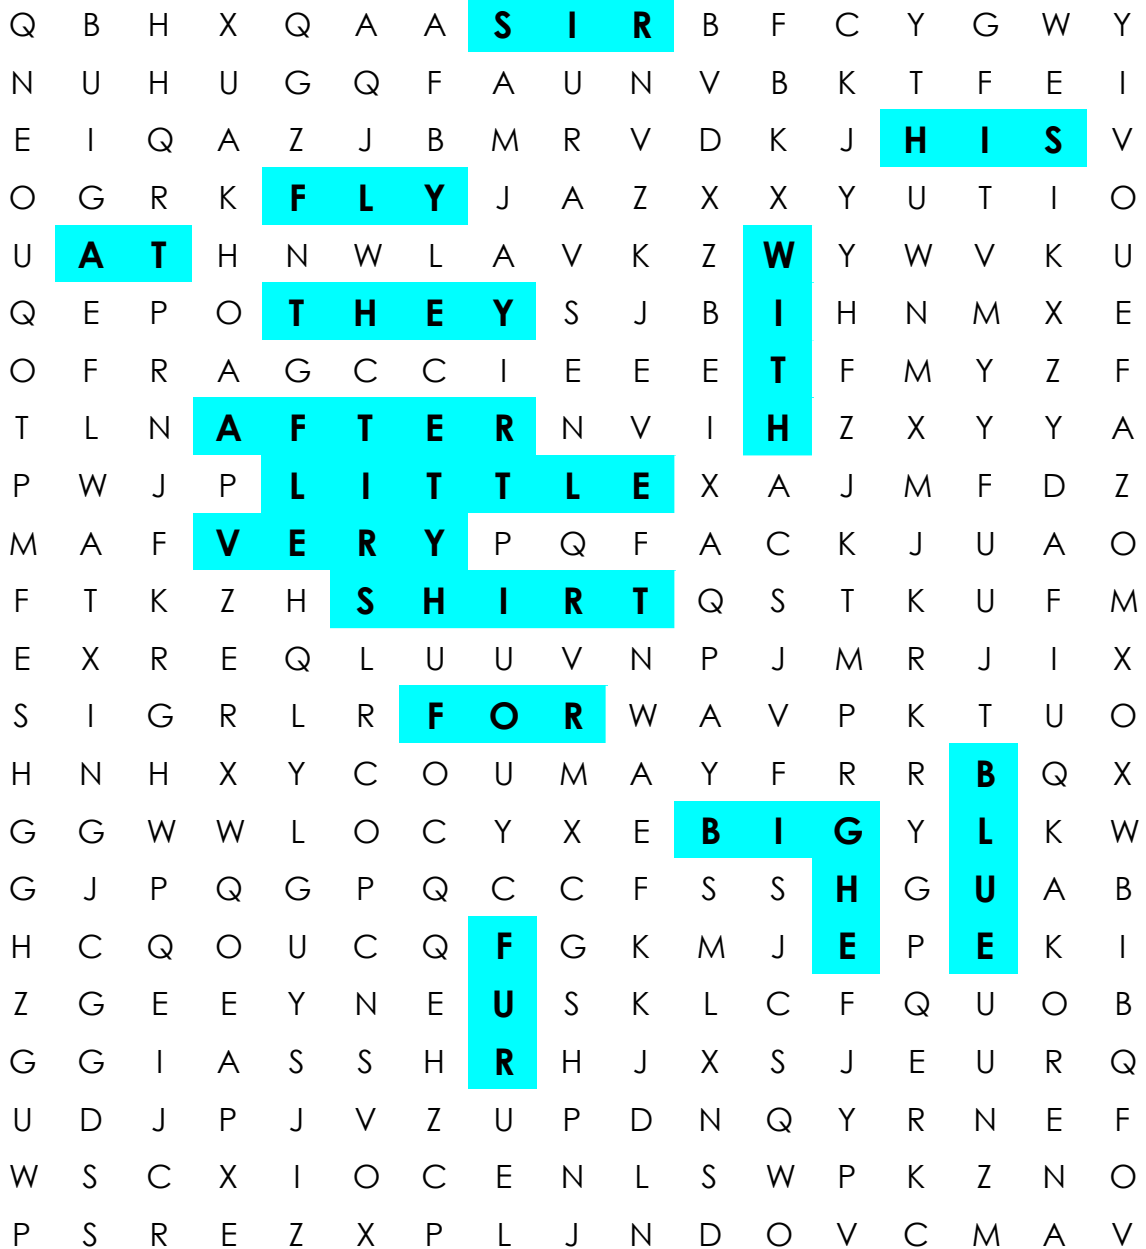 Q B H X Q A A S I R B F C Y G W Y
N U H U G Q F A U N V B K T F E I
E I Q A Z J B M R V D K J H I S V
O G R K F L Y J A Z X X Y U T I O
U A T H N W L A V K Z W Y W V K U
Q E P O T H E Y S J B I H N M X E
O F R A G C C I E E E T F M Y Z F
T L N A F T E R N V I H Z X Y Y A
P W J P L I T T L E X A J M F D Z
M A F V E R Y P Q F A C K J U A O
F T K Z H S H I R T Q S T K U F M
E X R E Q L U U V N P J M R J I X
S I G R L R F O R W A V P K T U O
H N H X Y C O U M A Y F R R B Q X
G G W W L O C Y X E B I G Y L K W
G J P Q G P Q C C F S S H G U A B
H C Q O U C Q F G K M J E P E K I
Z G E E Y N E U S K L C F Q U O B
G G I A S S H R H J X S J E U R Q
U D J P J V Z U P D N Q Y R N E F
W S C X I O C E N L S W P K Z N O
P S R E Z X P L J N D O V C M A V